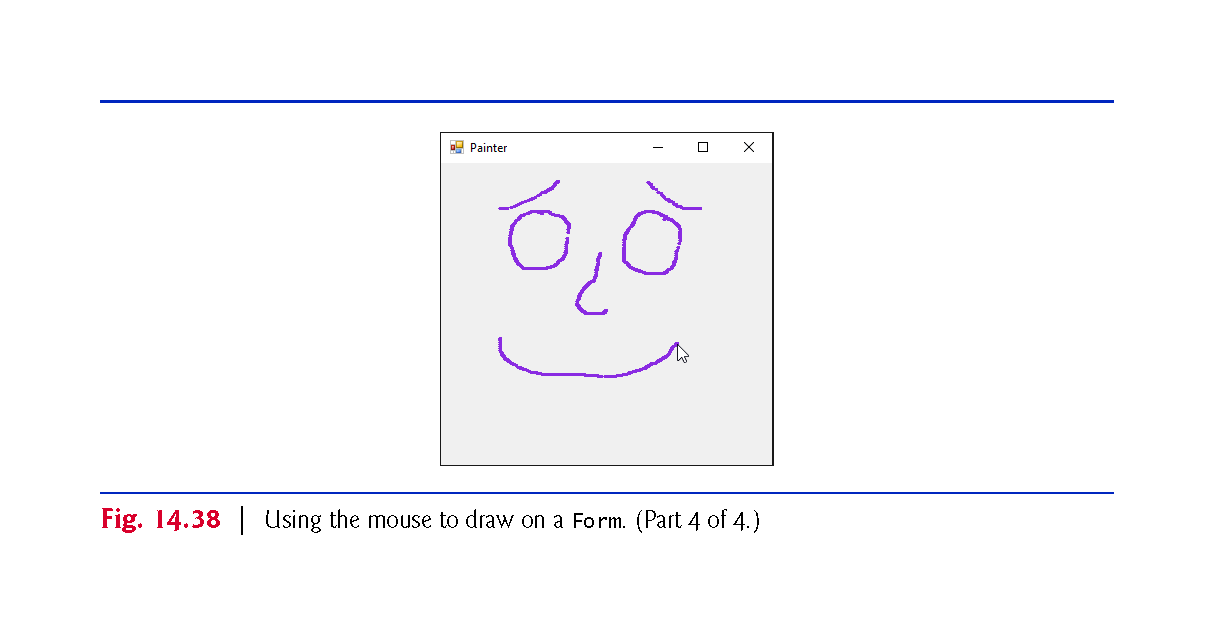 Painter
Fig. 14.38 | Using the mouse to draw on a Form. (Part 4 of 4.)